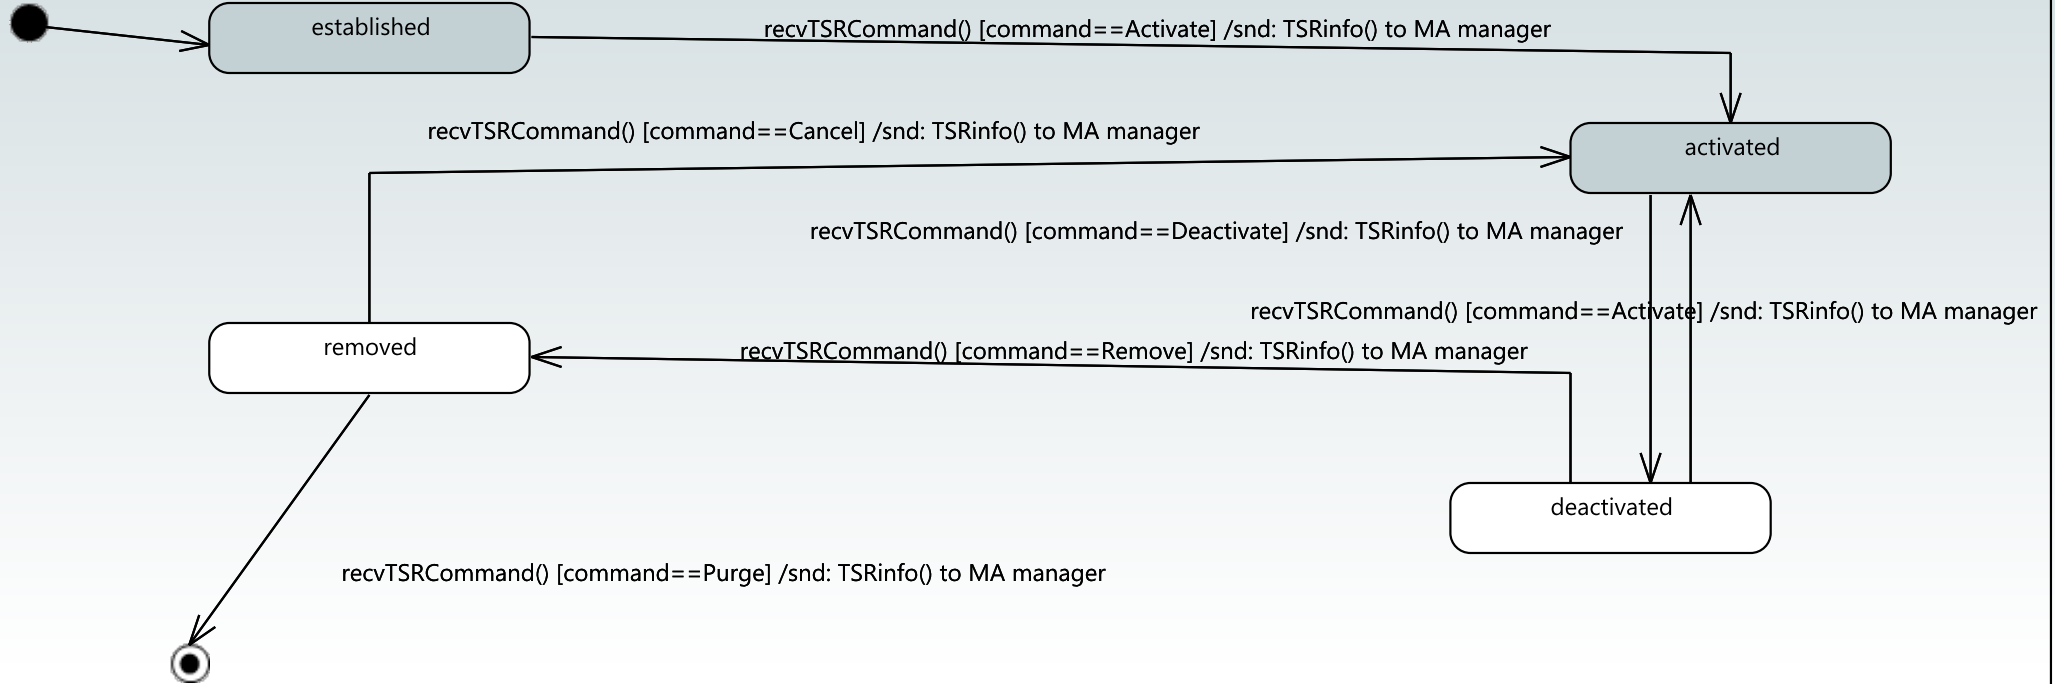 established
recvTSRCommand() [command==Activate] /snd: TSRinfo() to MA manager
recvTSRCommand() [command==Cancel] /snd: TSRinfo() to MA manager
activated
recvTSRCommand() [command==Deactivate] /snd: TSRinfo() to MA manager
recvTSRCommand() [command==Activate] /snd: TSRinfo() to MA manager
removed
recvTSRCommand() [command==Remove] /snd: TSRinfo() to MA manager
deactivated
recvTSRCommand() [command==Purge] /snd: TSRinfo() to MA manager